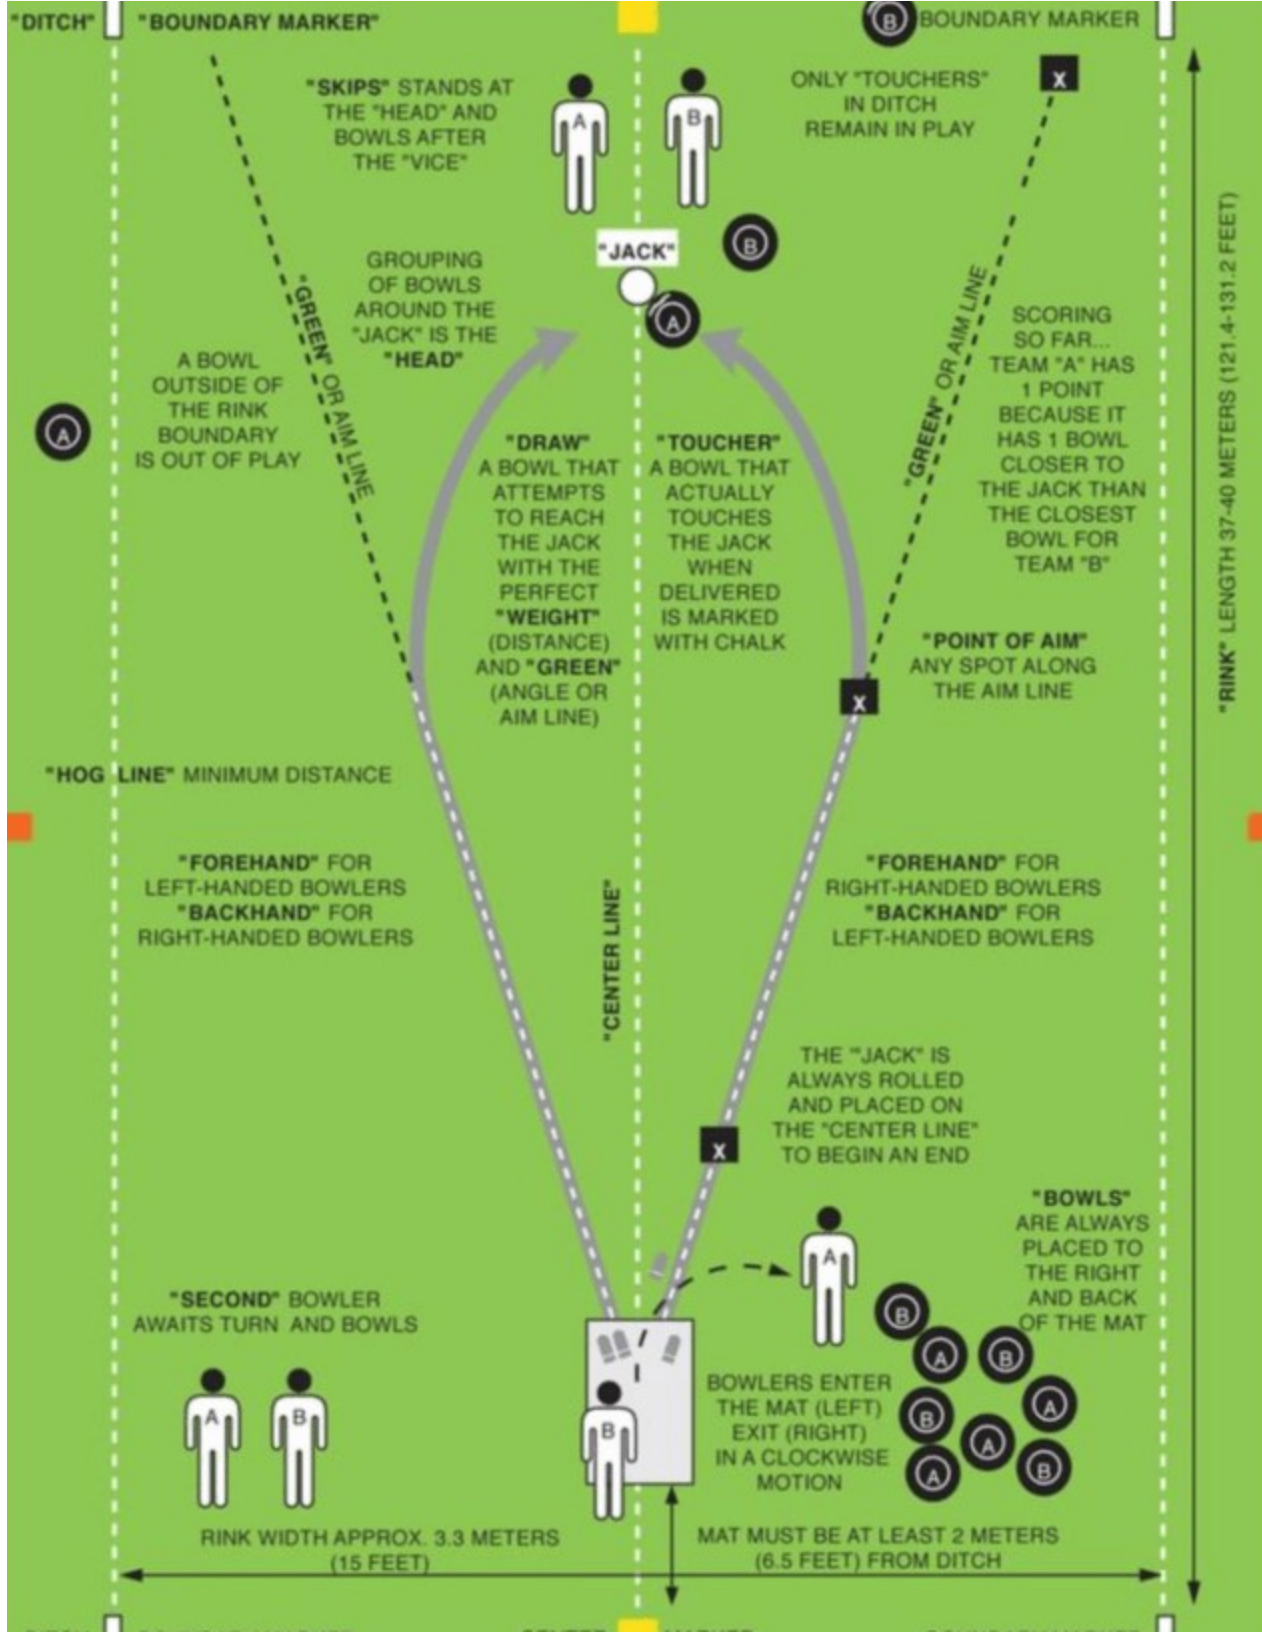 "DITCH"
"BOUNDARY MARKER"
B
BOUNDARY MARKER
"SKIPS" STANDS AT
THE "HEAD" AND
BOWLS AFTER
THE "VICE"
A
B
ONLY "TOUCHERS"
IN DITCH
REMAIN IN PLAY
X
"JACK"
B
A
GROUPING
OF BOWLS
AROUND THE
"JACK" IS THE
"HEAD"
"GREEN" OR AIM LINE
"GREEN" OR AIM LINE
A BOWL
OUTSIDE OF
THE RINK
BOUNDARY
IS OUT OF PLAY
A
SCORING
SO FAR...
TEAM "A" HAS
1 POINT
BECAUSE IT
HAS 1 BOWL
CLOSER TO
THE JACK THAN
THE CLOSEST
BOWL FOR
TEAM "B"
"RINK" LENGTH 37-40 METERS (121.4-131.2 FEET)
"DRAW"
A BOWL THAT
ATTEMPTS
TO REACH
THE JACK
WITH THE
PERFECT
"WEIGHT"
(DISTANCE)
AND "GREEN"
(ANGLE OR
AIM LINE)
"TOUCHER"
A BOWL THAT
ACTUALLY
TOUCHES
THE JACK
WHEN
DELIVERED
IS MARKED
WITH CHALK
"POINT OF AIM"
ANY SPOT ALONG
THE AIM LINE
X
"HOG LINE" MINIMUM DISTANCE
"FOREHAND" FOR
LEFT-HANDED BOWLERS
"BACKHAND" FOR
RIGHT-HANDED BOWLERS
"CENTER LINE"
"FOREHAND" FOR
RIGHT-HANDED BOWLERS
"BACKHAND" FOR
LEFT-HANDED BOWLERS
THE "JACK" IS
ALWAYS ROLLED
AND PLACED ON
THE "CENTER LINE"
TO BEGIN AN END
X
"BOWLS"
ARE ALWAYS
PLACED TO
THE RIGHT
AND BACK
OF THE MAT
A
B
A
B
B
A
A
A
B
"SECOND" BOWLER
AWAITS TURN AND BOWLS
A
B
B
BOWLERS ENTER
THE MAT (LEFT)
EXIT (RIGHT)
IN A CLOCKWISE
MOTION
RINK WIDTH APPROX. 3.3 METERS
(15 FEET)
MAT MUST BE AT LEAST 2 METERS
(6.5 FEET) FROM DITCH